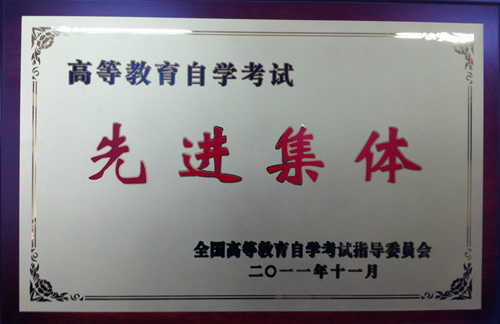 高等教育自学考试
先进集体
全国高等教育自学考试指导委员会
二〇一一年十一月